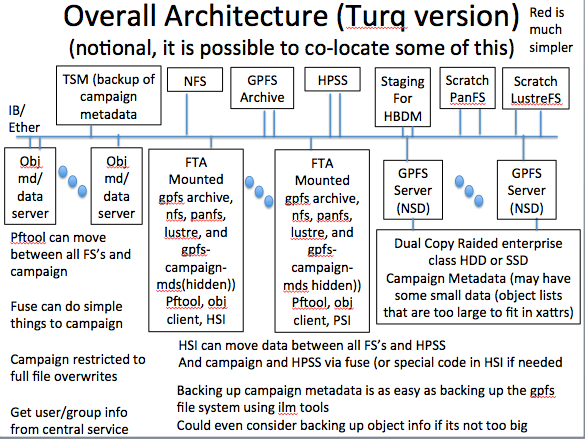 Overall Architecture (Turq version)
(notional, it is possible to co-locate some of this)
Red is
much
simpler
TSM (backup of
campaign
metadata
NFS
GPFS
Archive
HPSS
Staging
For
HBDM
Scratch
PanFS
Scratch
LustreFS
IB/
Ether
Obj
md/
data
server
Obj
md/
data
server
FTA
Mounted
gpfs archive,
nfs, panfs,
lustre, and
gpfs-
campaign-
mds(hidden))
Pftool, obj
client, HSI
FTA
Mounted
gpfs archive,
nfs, panfs,
lustre, and
gpfs-
campaign-
mds hidden))
Pftool, obj
client, PSI
GPFS
Server
(NSD)
GPFS
Server
(NSD)
Dual Copy Raided enterprise
class HDD or SSD
Campaign Metadata (may have
some small data (object lists
that are too large to fit in xattrs)
Pftool can move
between all FS's and
campaign
Fuse can do simple
things to campaign
Campaign restricted to
full file overwrites
Get user/group info
from central service
HSI can move data between all FS's and HPSS
And campaign and HPSS via fuse (or special code in HSI if needed
Backing up campaign metadata is as easy as backing up the gpfs
file system using ilm tools
Could even consider backing up object info if its not too big